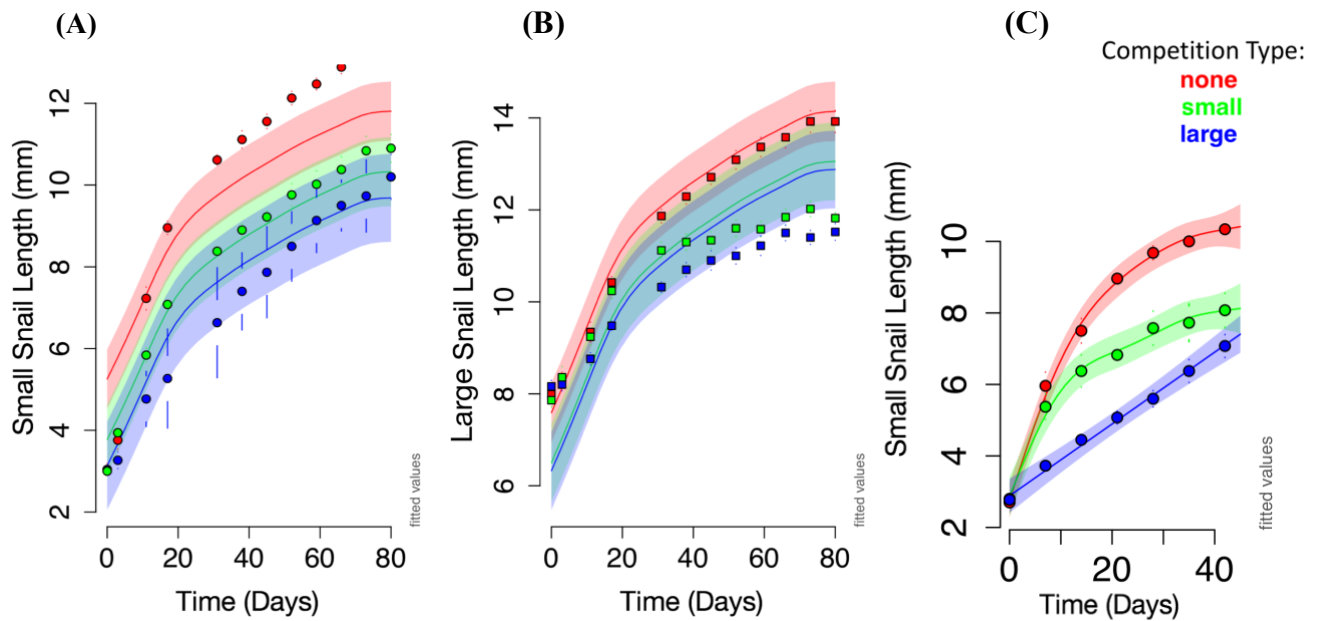 (A)
(B)
(C)
Competition Type:
none
small
large
Small Snail Length (mm)
12
10
8
6
4
2
0
20
40
60
80
Time (Days)
fitted values
Large Snail Length (mm)
14
12
10
8
6
0
20
40
60
80
Time (Days)
fitted values
Small Snail Length (mm)
10
8
6
4
2
0
20
40
Time (Days)
fitted values